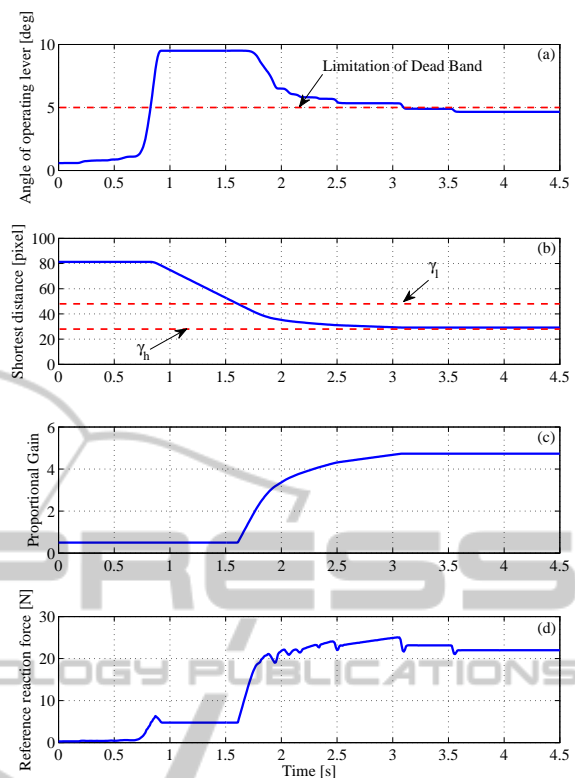 10
5
0
Angle of operating lever [deg]
(a)
Limitation of Dead Band
0 0.5 1 1.5 2 2.5 3 3.5 4 4.5
100
80
60
40
20
0
Shortest distance [pixel]
(b)
γl
γh
0 0.5 1 1.5 2 2.5 3 3.5 4 4.5
6
4
2
0
Proportional Gain
(c)
0 0.5 1 1.5 2 2.5 3 3.5 4 4.5
PRESS
30
20
10
0
Reference reaction force [N]
(d)
OLOGY PUBLICATIONS
0 0.5 1 1.5 2 2.5 3 3.5 4 4.5
Time [s]